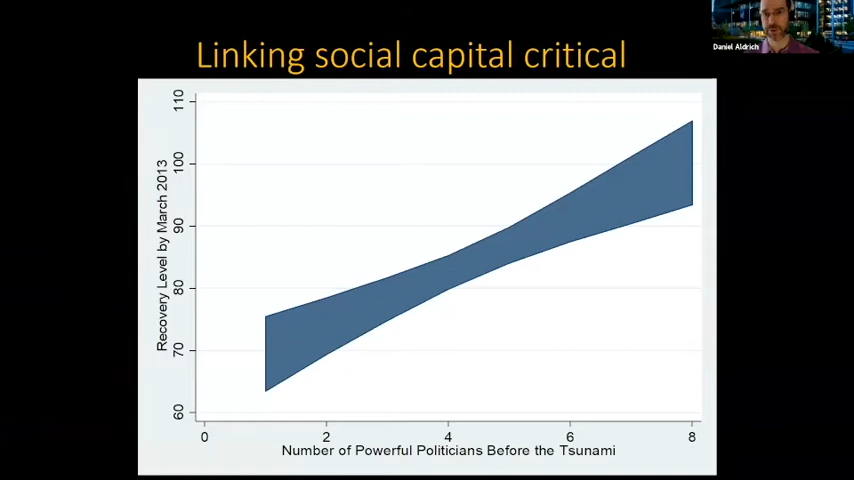 Daniel Aldrich
Linking social capital critical
Recovery Level by March 2013
110
100
90
80
70
60
0 2 4 6 8
Number of Powerful Politicians Before the Tsunami